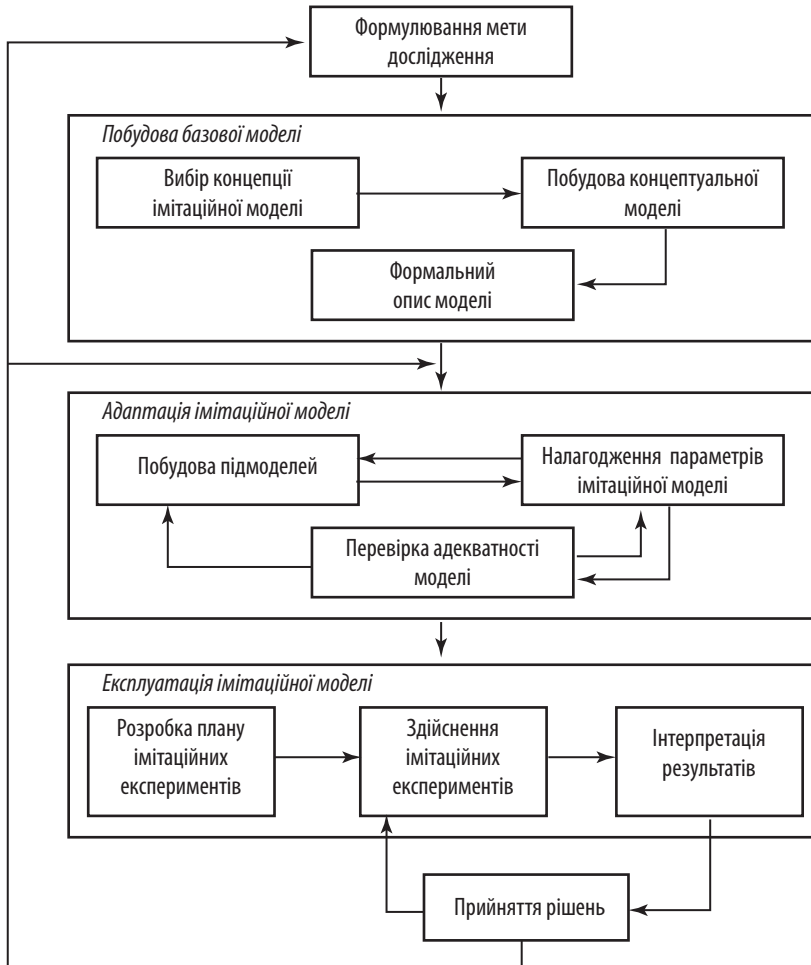 Формулювання мети
дослідження
Побудова базової моделі
Вибір концепції
імітаційної моделі
Побудова концептуальної
моделі
Формальний
опис моделі
Адаптація імітаційної моделі
Побудова підмоделей
Налагодження параметрів
імітаційної моделі
Перевірка адекватності
моделі
Експлуатація імітаційної моделі
Розробка плану
імітаційних
експериментів
Здійснення
імітаційних
експериментів
Інтерпретація
результатів
Прийняття рішень